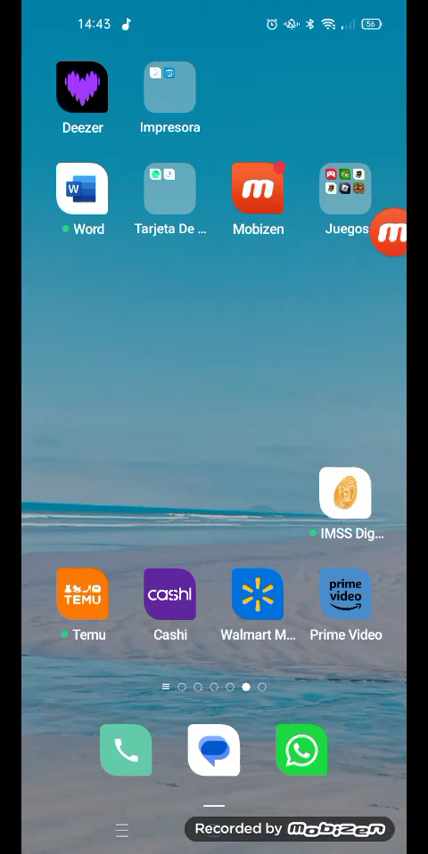 14:43
56
Deezer
Impresora
Word
Tarjeta De ...
Mobizen
Juegos
IMSS Dig...
TEMU
cashi
prime
video
Temu
Cashi
Walmart M...
Prime Video
Recorded by mobizen